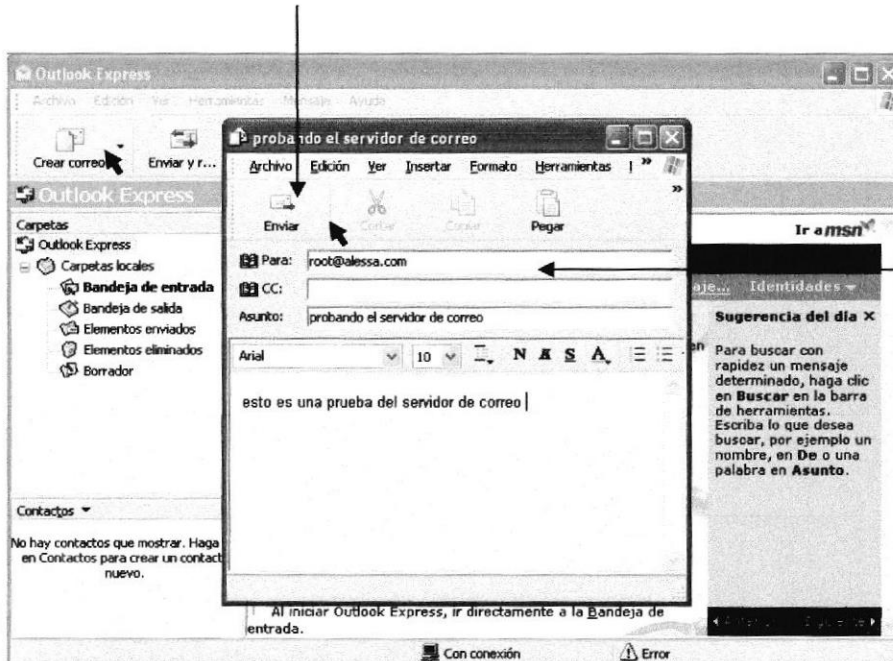 Outlook Express
Archivo Edición Ver Herramientas Mensaje Ayuda
Crear correo Enviar y r...
Outlook Express
Carpetas
Outlook Express
Carpetas locales
Bandeja de entrada
Bandeja de salida
Elementos enviados
Elementos eliminados
Borrador
Contactos
No hay contactos que mostrar. Haga
en Contactos para crear un contact
nuevo.
probando el servidor de correo
Archivo Edición Ver Insertar Formato Herramientas »
»
Enviar Cortar Copiar Pegar
Para: root@alessa.com
CC:
Asunto: probando el servidor de correo
Arial 10 N K S A
esto es una prueba del servidor de correo
Ir a msn
aje... Identidades
en
Sugerencia del día X
Para buscar con
rapidez un mensaje
determinado, haga clic
en Buscar en la barra
de herramientas.
Escriba lo que desea
buscar, por ejemplo un
nombre, en De o una
palabra en Asunto.
Al iniciar Outlook Express, ir directamente a la Bandeja de
entrada.
Con conexión Error